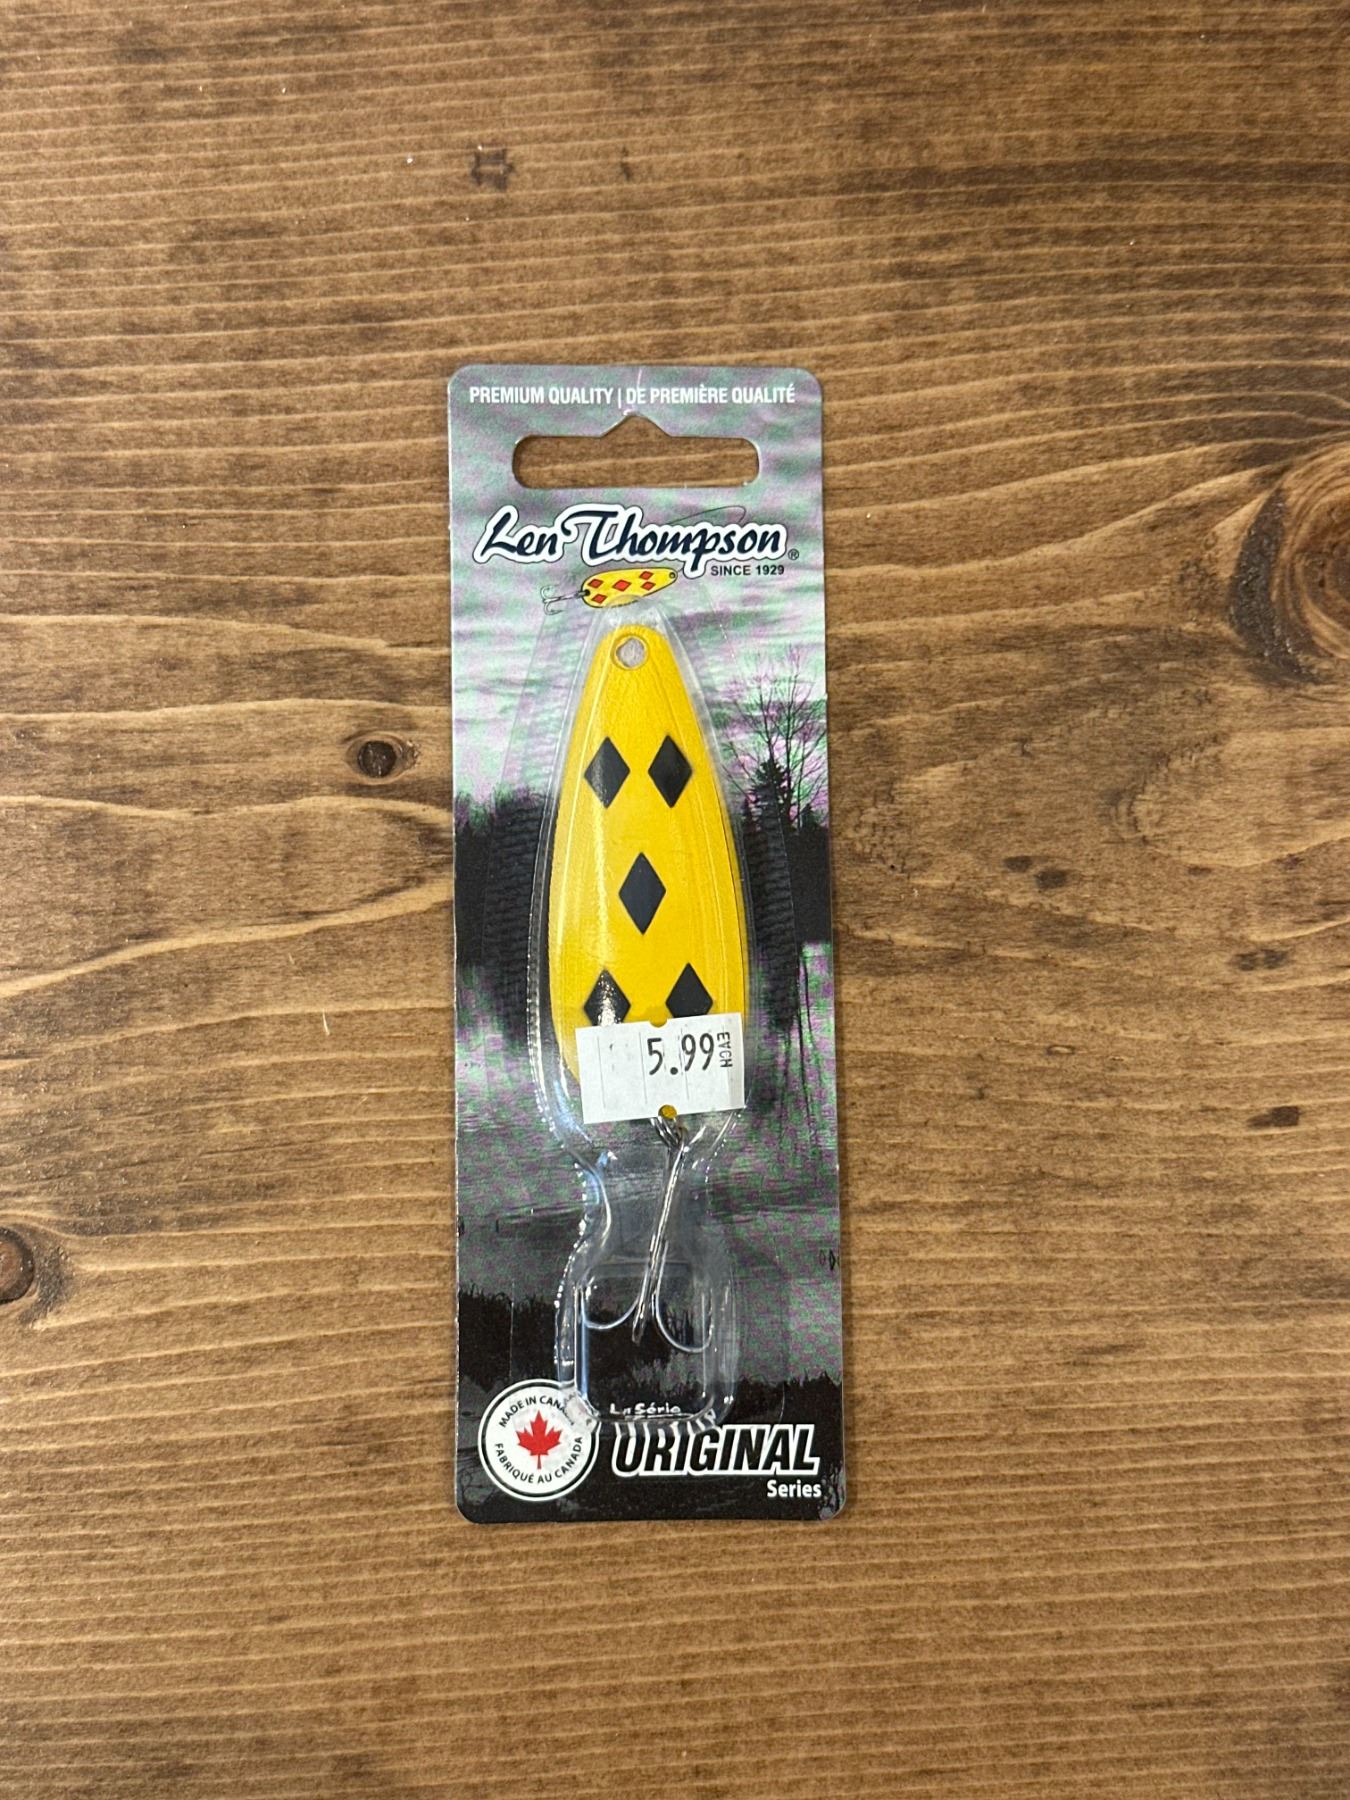 PREMIUM QUALITY | DE PREMIÈRE QUALITÉ
Len Thompson®
SINCE 1929
5.99 EACH
MADE IN CANADA
FABRIQUÉ AU CANADA
La Série
ORIGINAL
Series